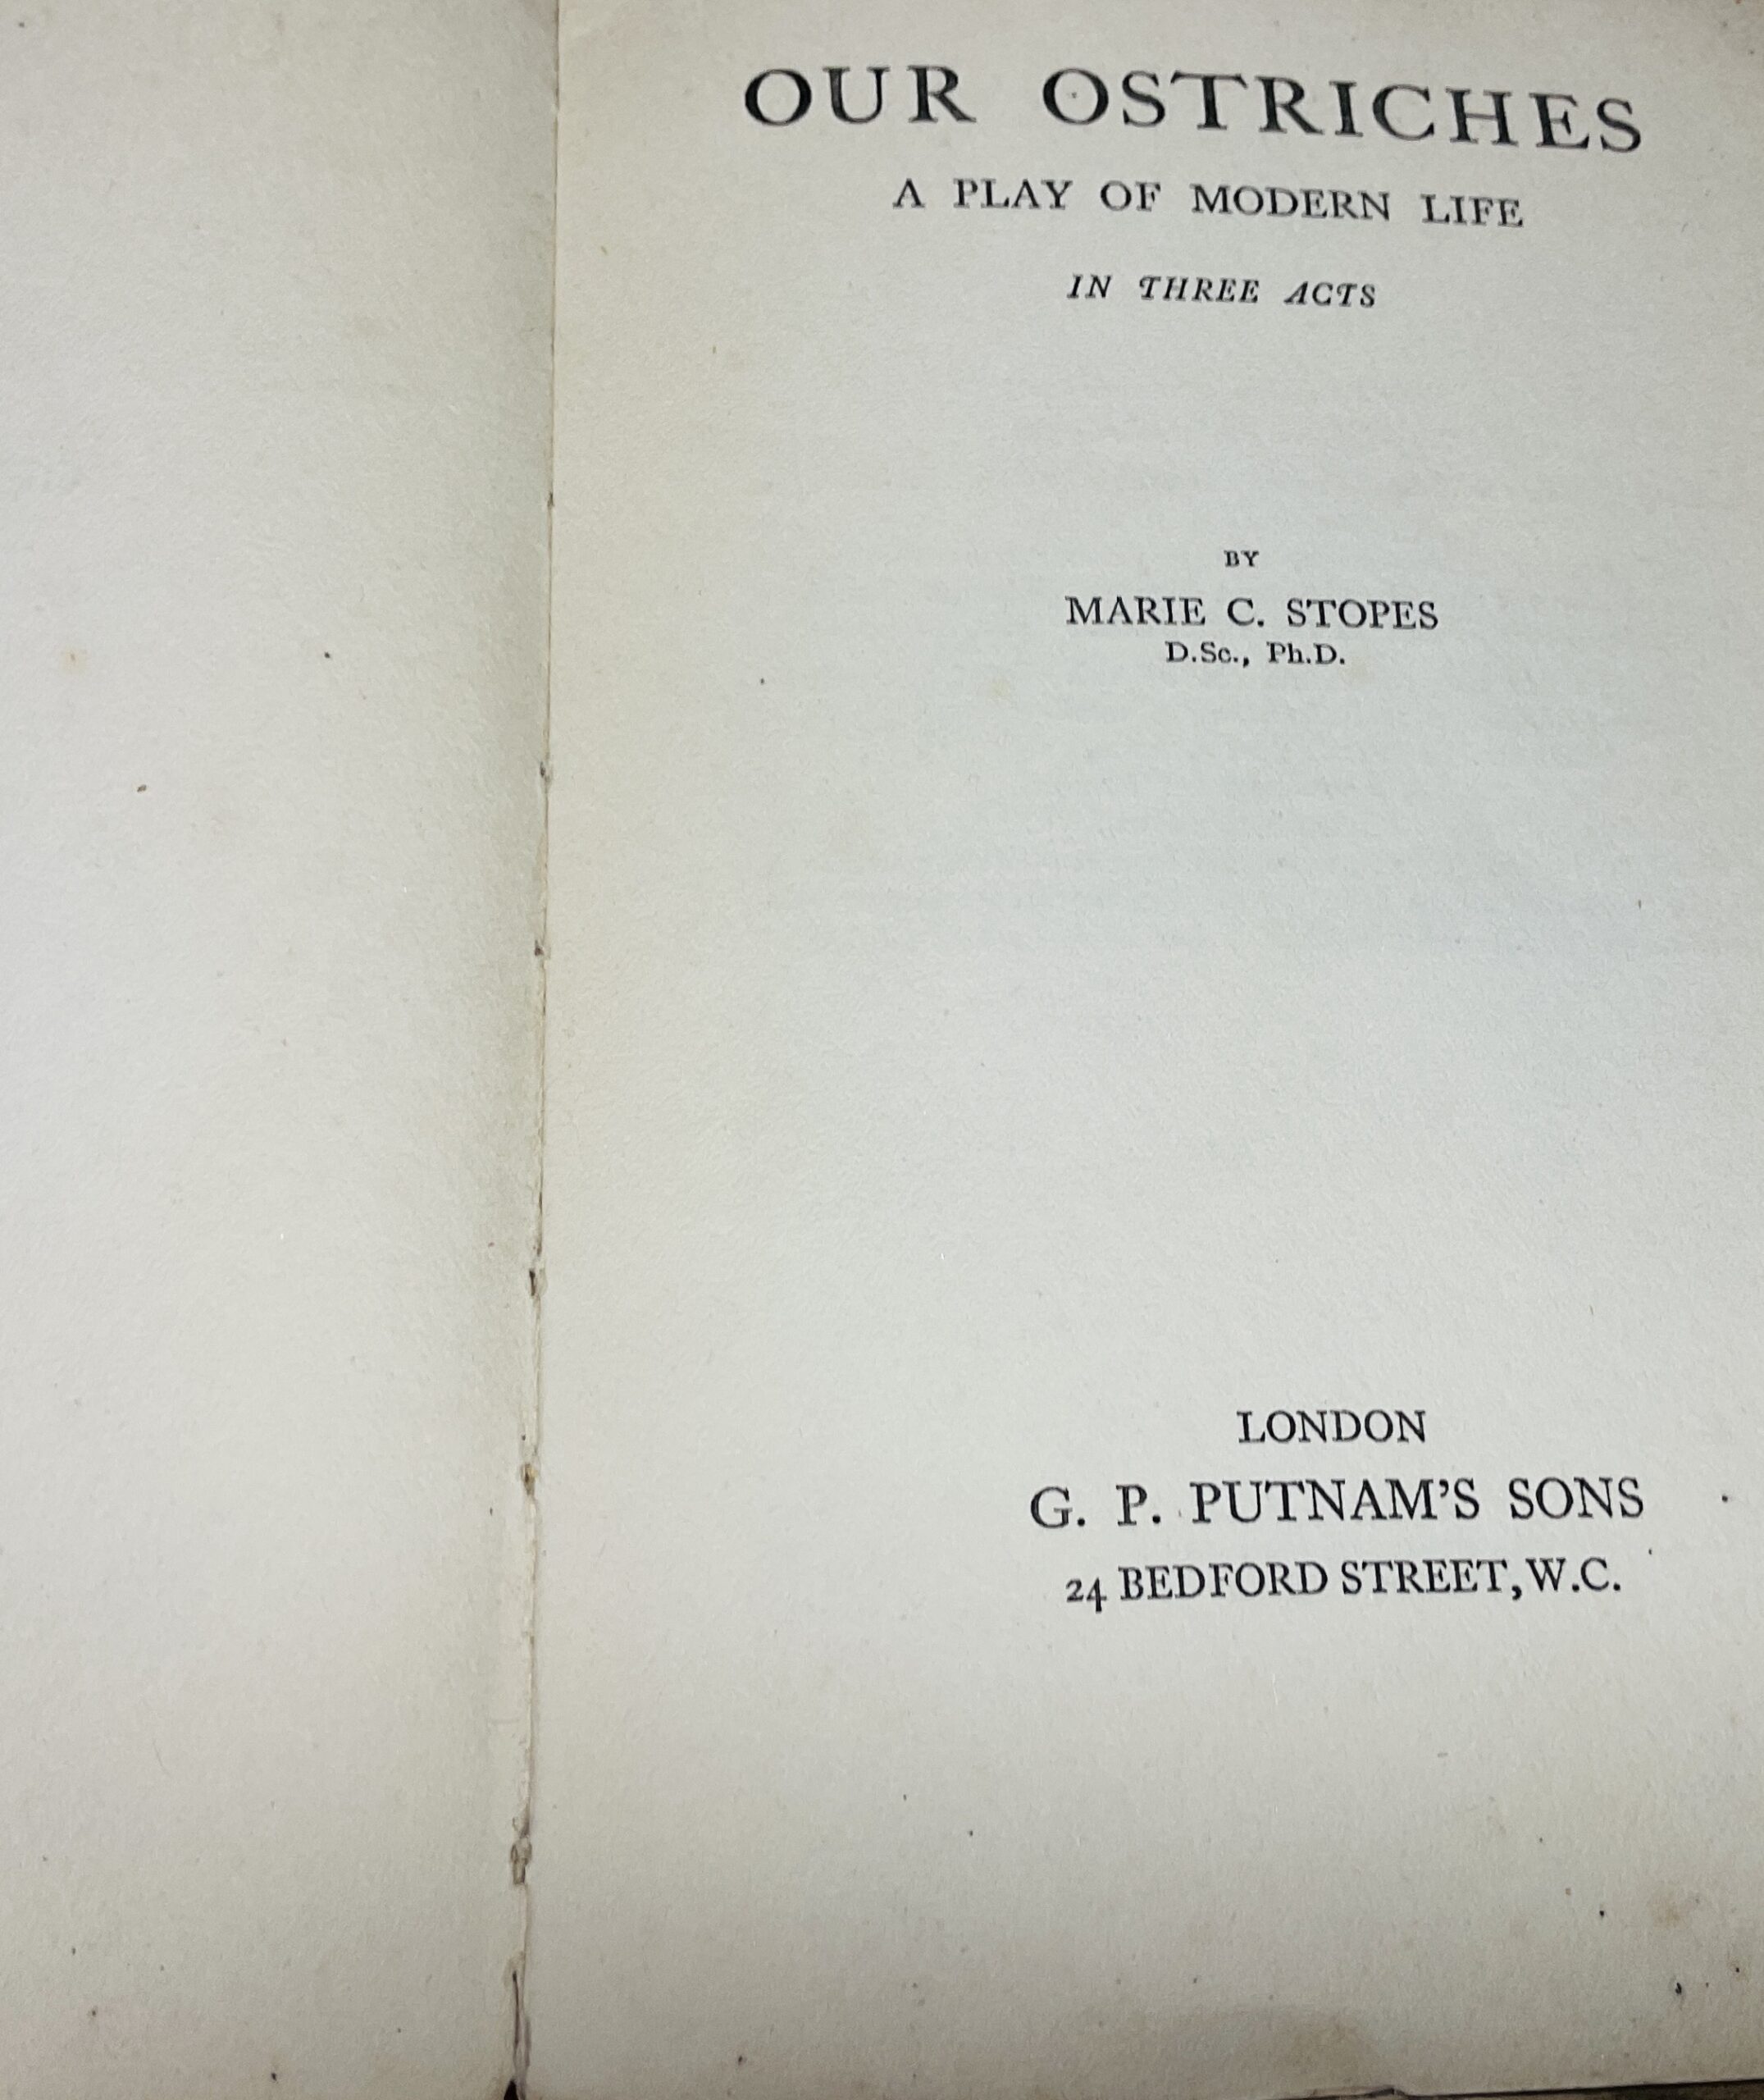 OUR OSTRICHES
A PLAY OF MODERN LIFE
IN THREE ACTS
BY
MARIE C. STOPES
D.Sc., Ph.D.
LONDON
G. P. PUTNAM'S SONS
24 BEDFORD STREET, W.C.